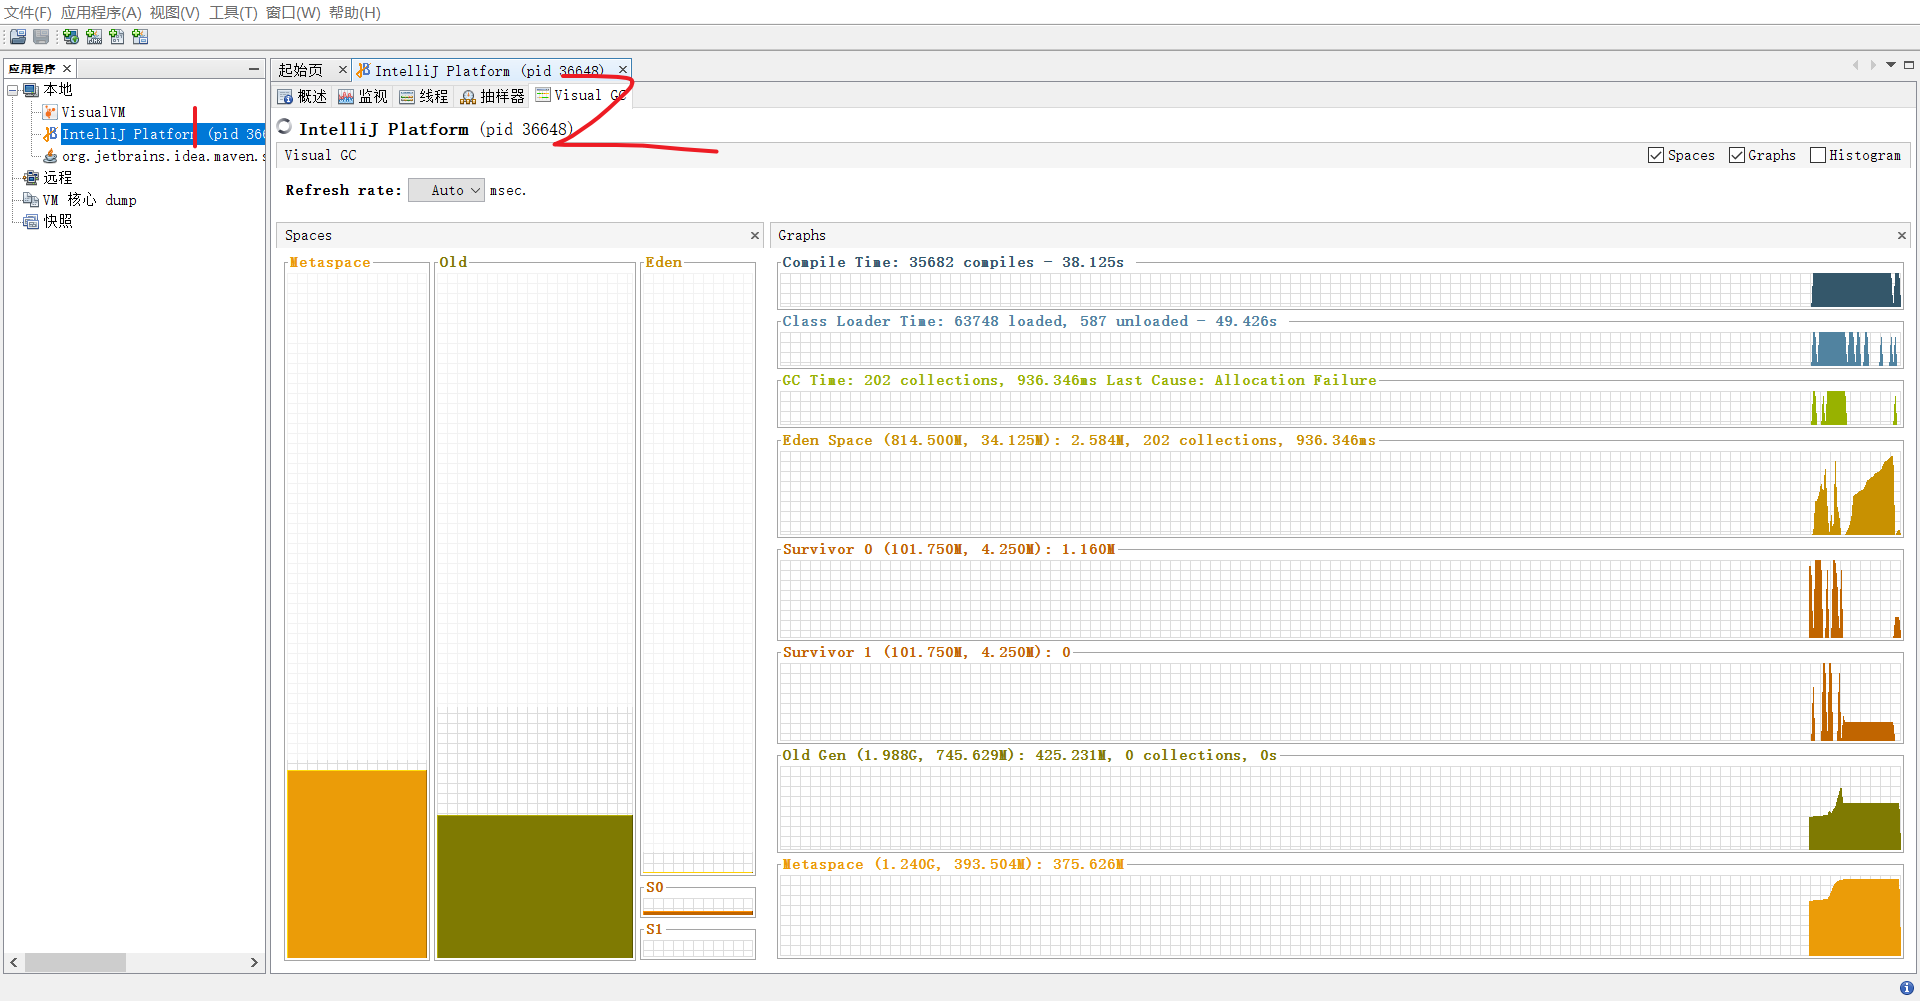 文件(F) 应用程序(A) 视图(V) 工具(T) 窗口(W) 帮助(H)
应用程序
本地
VisualVM
IntelliJ Platform (pid 366
org.jetbrains.idea.maven.s
远程
VM 核心 dump
快照
起始页 IntelliJ Platform (pid 36648)
概述 监视 线程 抽样器 Visual GC
2
IntelliJ Platform (pid 36648)
Visual GC Spaces Graphs Histogram
Refresh rate: Auto msec.
Spaces
Metaspace Old Eden
S0
S1
Graphs
Compile Time: 35682 compiles - 38.125s
Class Loader Time: 63748 loaded, 587 unloaded - 49.426s
GC Time: 202 collections, 936.346ms Last Cause: Allocation Failure
Eden Space (814.500M, 34.125M): 2.584M, 202 collections, 936.346ms
Survivor 0 (101.750M, 4.250M): 1.160M
Survivor 1 (101.750M, 4.250M): 0
Old Gen (1.988G, 745.629M): 425.231M, 0 collections, 0s
Metaspace (1.240G, 393.504M): 375.626M